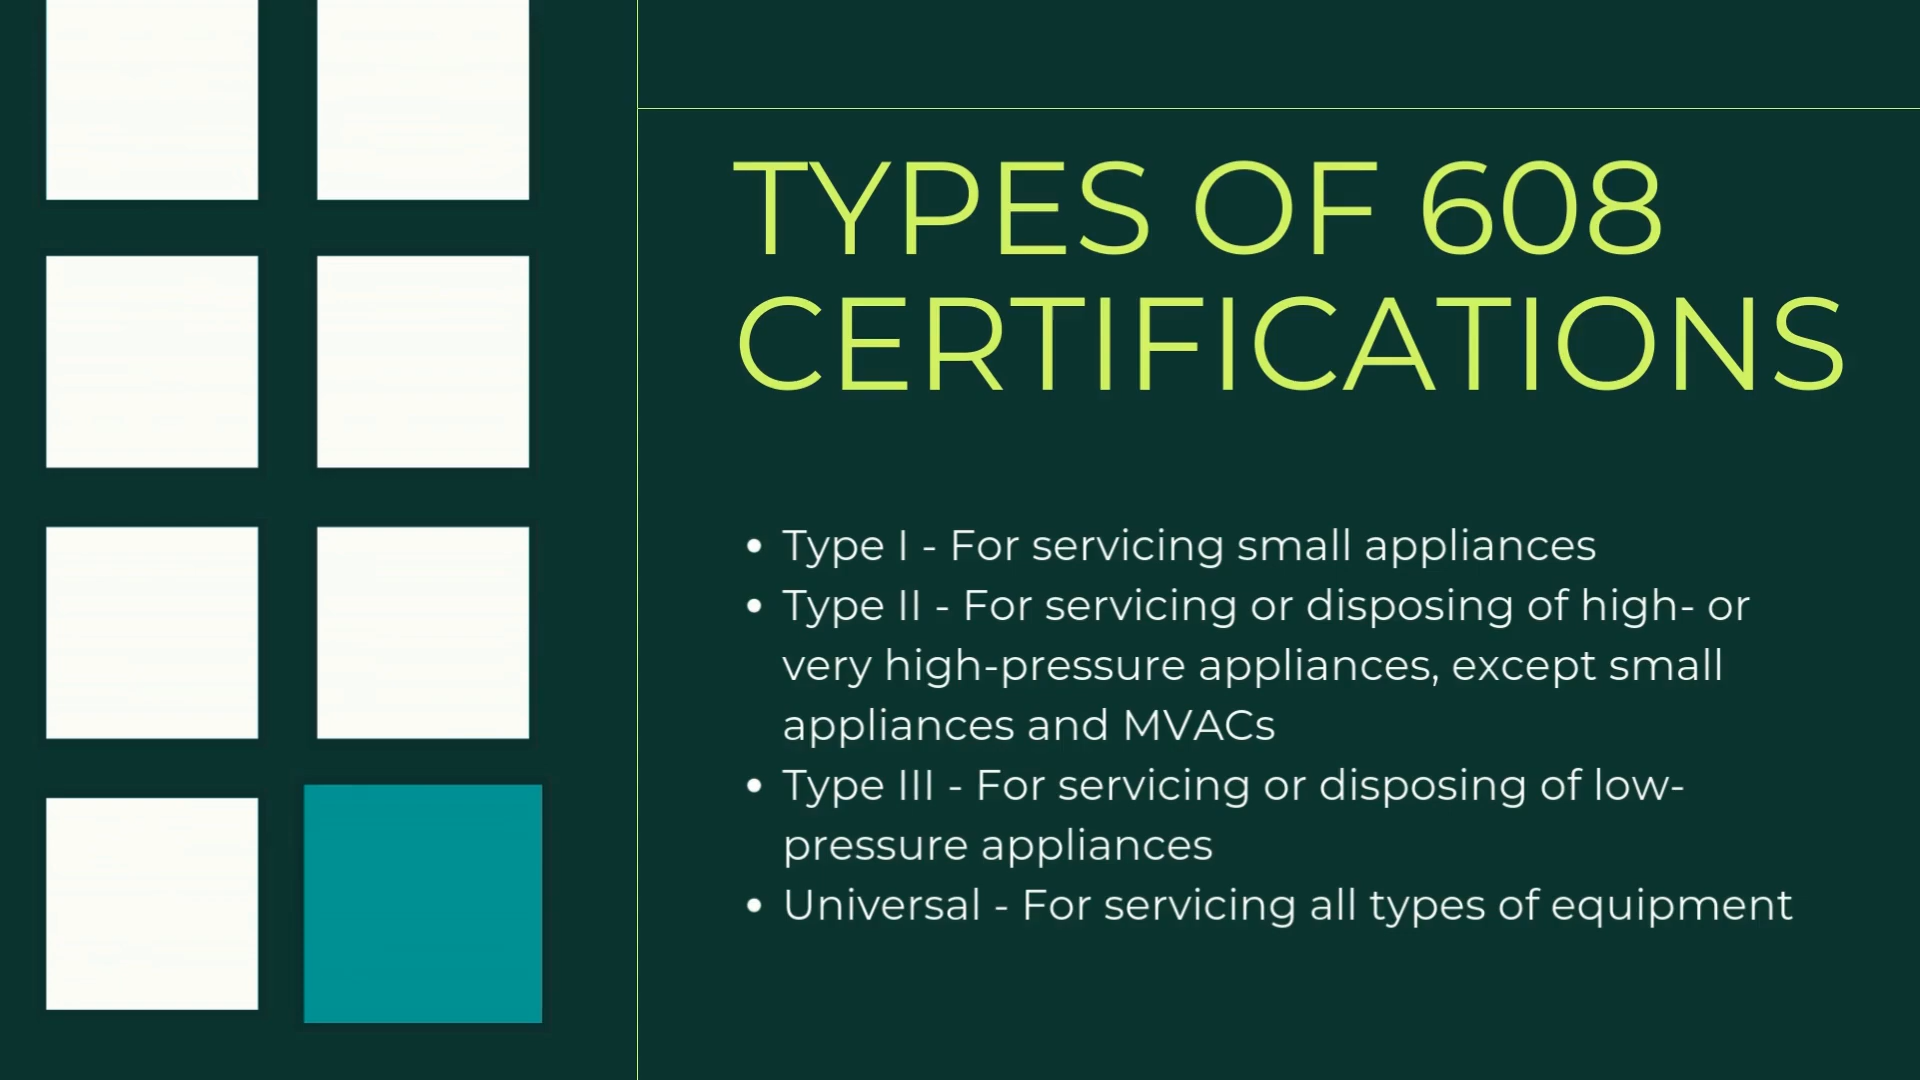 TYPES OF 608
CERTIFICATIONS
• Type I - For servicing small appliances
• Type II - For servicing or disposing of high- or
very high-pressure appliances, except small
appliances and MVACs
• Type III - For servicing or disposing of low-
pressure appliances
• Universal - For servicing all types of equipment